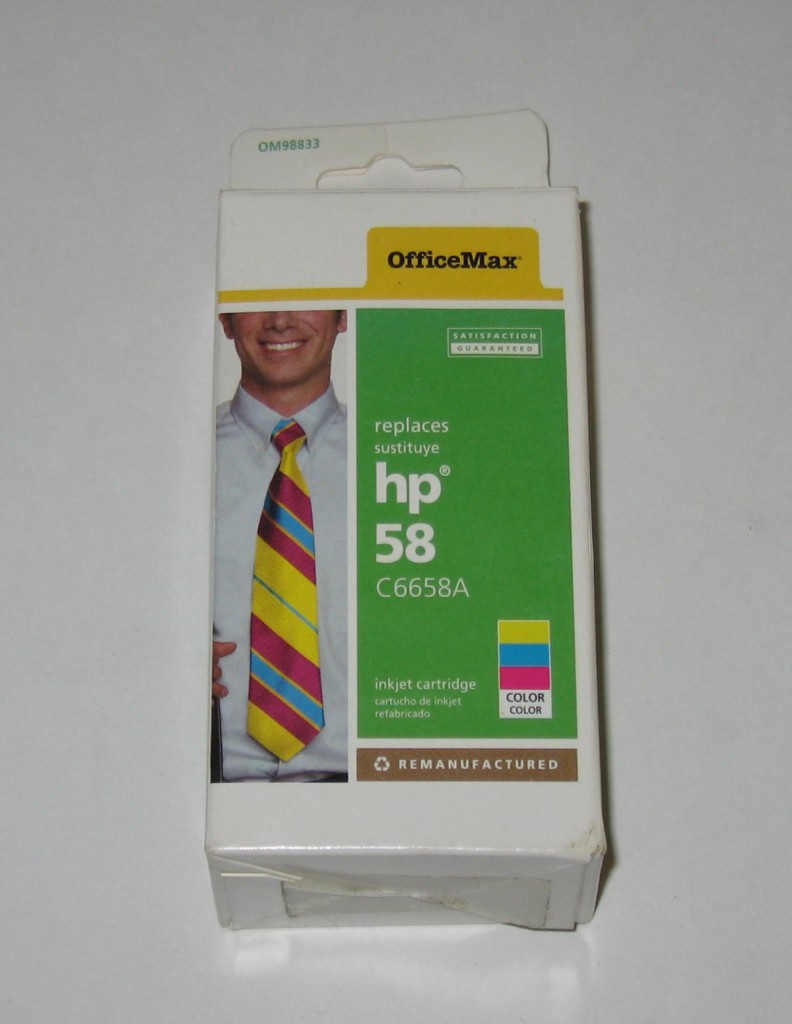 OM98833
OfficeMax®
SATISFACTION
GUARANTEED
replaces
sustituye
hp®
58
C6658A
inkjet cartridge
cartucho de inkjet
refabricado
COLOR
COLOR
REMANUFACTURED